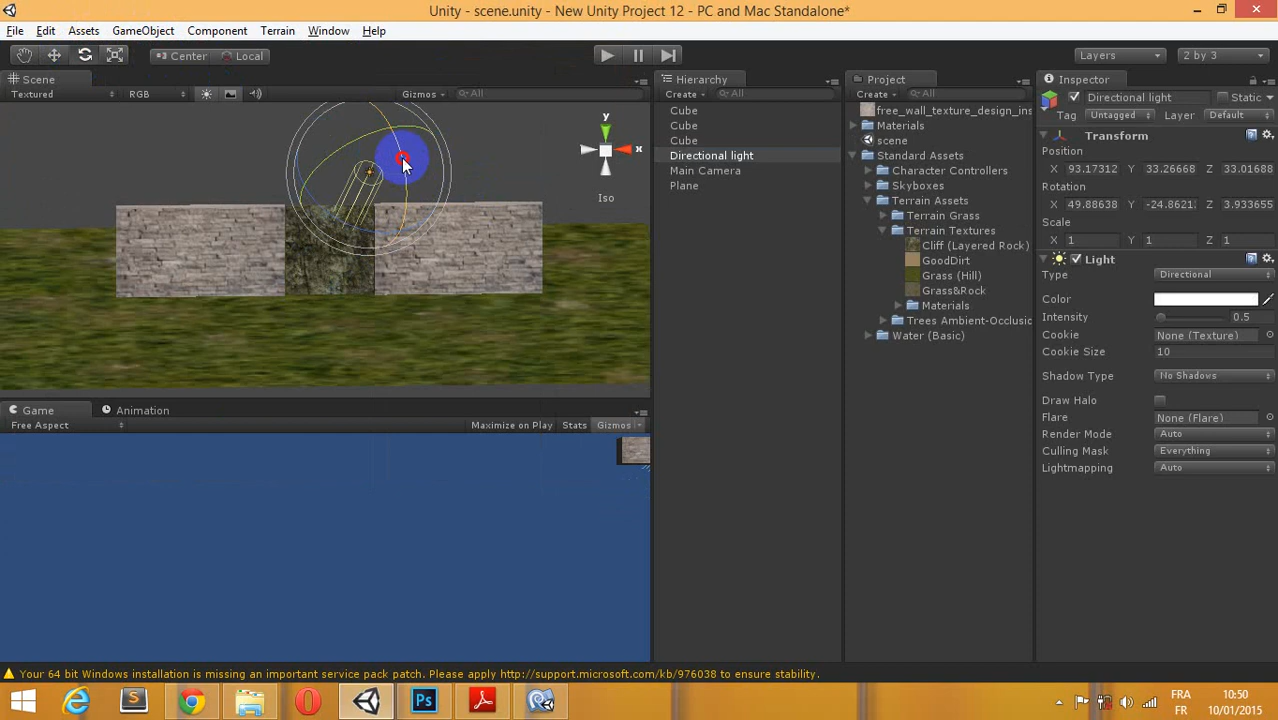 Unity - scene.unity - New Unity Project 12 - PC and Mac Standalone*
File Edit Assets GameObject Component Terrain Window Help
Center Local Layers 2 by 3
Scene
Textured RGB Gizmos All
y
x
Iso
Game Animation
Free Aspect Maximize on Play Stats Gizmos
Hierarchy
Create All
Cube
Cube
Cube
Directional light
Main Camera
Plane
Project
Create All
free_wall_texture_design_ins
Materials
scene
Standard Assets
Character Controllers
Skyboxes
Terrain Assets
Terrain Grass
Terrain Textures
Cliff (Layered Rock)
GoodDirt
Grass (Hill)
Grass&Rock
Materials
Trees Ambient-Occlusio
Water (Basic)
Inspector
Directional light Static
Tag Untagged Layer Default
Transform
Position
X 93.17312 Y 33.26668 Z 33.01688
Rotation
X 49.88638 Y -24.8621 Z 3.933655
Scale
X 1 Y 1 Z 1
Light
Type Directional
Color
Intensity 0.5
Cookie None (Texture)
Cookie Size 10
Shadow Type No Shadows
Draw Halo
Flare None (Flare)
Render Mode Auto
Culling Mask Everything
Lightmapping Auto
Your 64 bit Windows installation is missing an important service pack patch. Please apply http://support.microsoft.com/kb/976038 to ensure stability.
S Ps
FRA 10:50
FR 10/01/2015